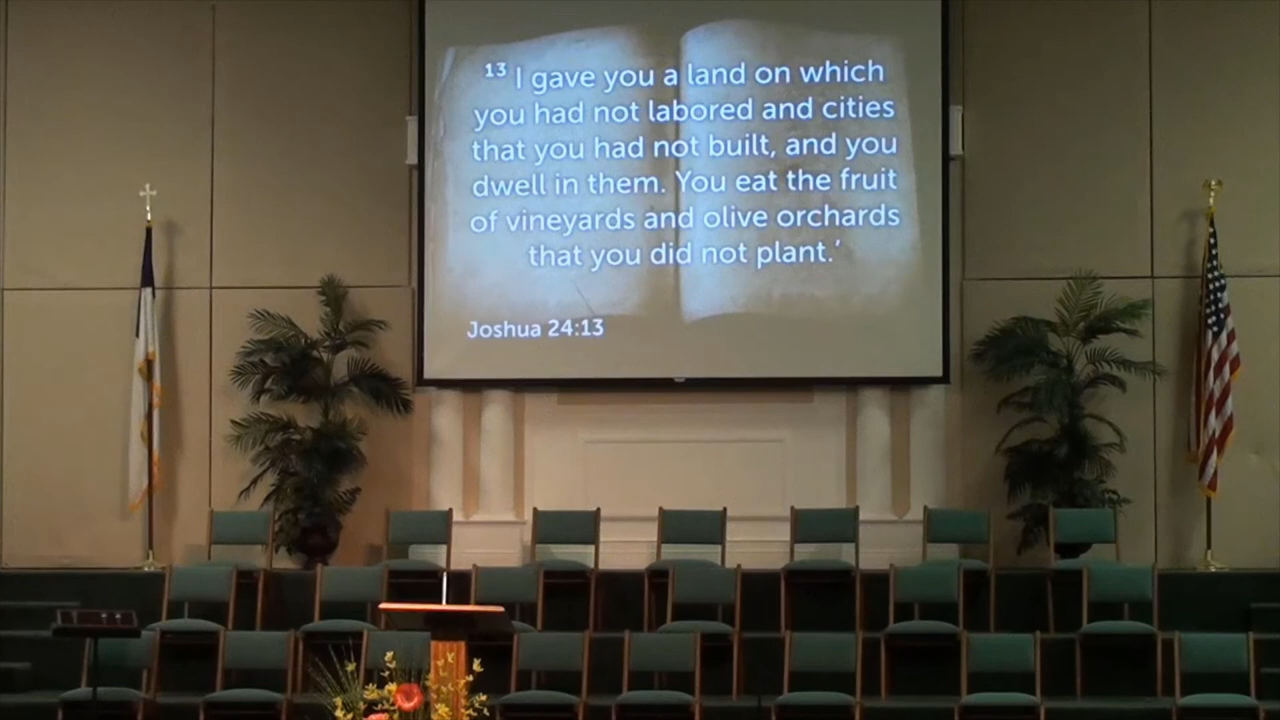 13 I gave you a land on which
you had not labored and cities
that you had not built, and you
dwell in them. You eat the fruit
of vineyards and olive orchards
that you did not plant.’
Joshua 24:13